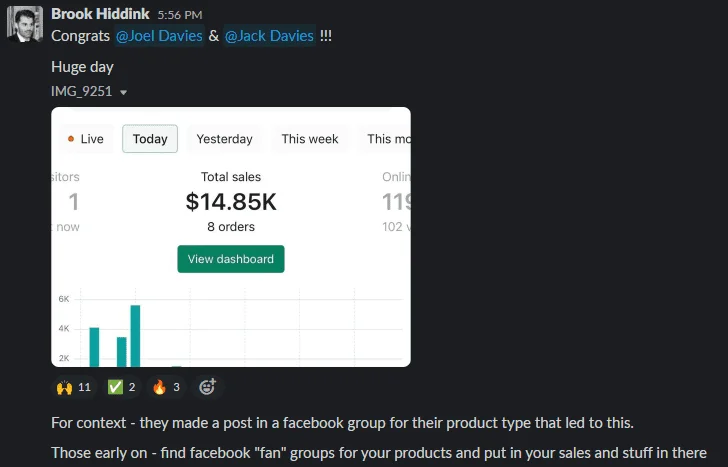 Brook Hiddink 5:56 PM
Congrats @Joel Davies & @Jack Davies !!!
Huge day
IMG_9251
Live Today Yesterday This week This mo
sitors Total sales Onlin
1 $14.85K 119
now 8 orders 102 v
View dashboard
6K
4K
2K
11 2 3
For context - they made a post in a facebook group for their product type that led to this.
Those early on - find facebook "fan" groups for your products and put in your sales and stuff in there